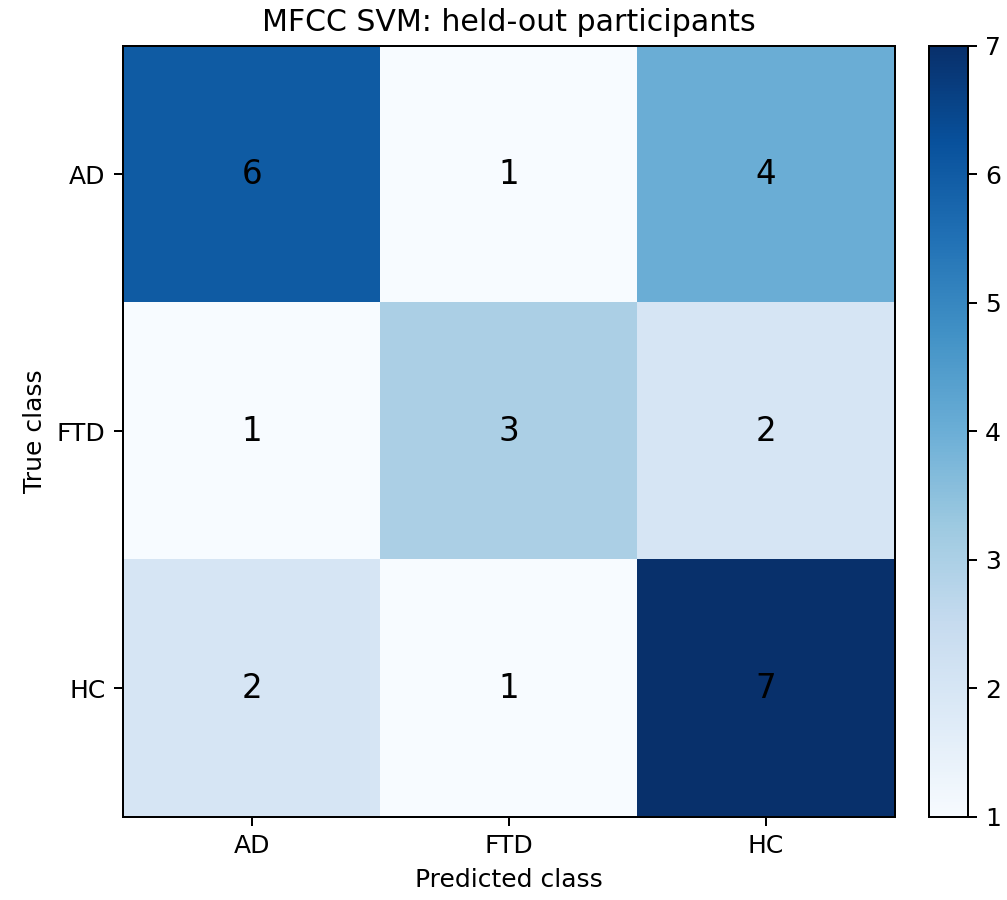 MFCC SVM: held-out participants
AD 6 1 4
FTD 1 3 2
HC 2 1 7
AD FTD HC
Predicted class
True class
7
6
5
4
3
2
1